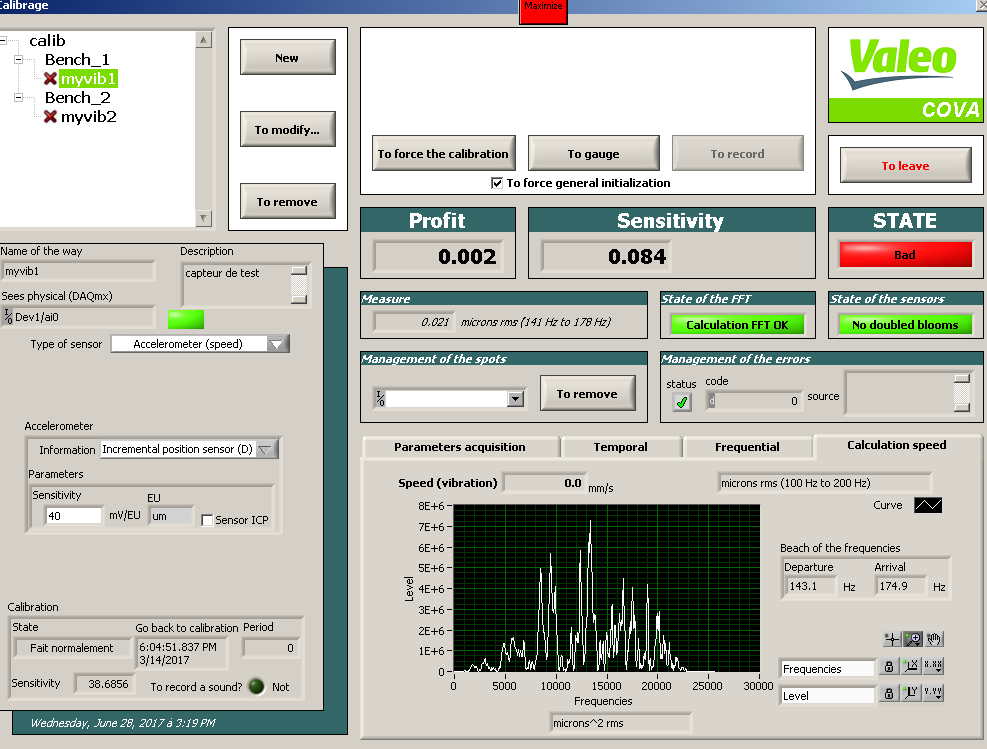 Calibrage
Maximize
calib
Bench_1
myvib1
Bench_2
myvib2
New
To modify...
To remove
To force the calibration
To gauge
To record
To force general initialization
Valeo
COVA
To leave
Profit
0.002
Sensitivity
0.084
STATE
Bad
Name of the way
myvib1
Description
capteur de test
Sees physical (DAQmx)
Dev1/ai0
Type of sensor
Accelerometer (speed)
Measure
0.021 microns rms (141 Hz to 178 Hz)
State of the FFT
Calculation FFT OK
State of the sensors
No doubled blooms
Management of the spots
To remove
Management of the errors
status
code
0
source
Accelerometer
Information
Incremental position sensor (D)
Parameters
Sensitivity
40
mV/EU
EU
um
Sensor ICP
Calibration
State
Fait normalement
Go back to calibration
6:04:51.837 PM
3/14/2017
Period
0
Sensitivity
38.6856
To record a sound?
Not
Wednesday, June 28, 2017 à 3:19 PM
Parameters acquisition
Temporal
Frequential
Calculation speed
Speed (vibration)
0.0
mm/s
microns rms (100 Hz to 200 Hz)
Curve
8E+6
7E+6
6E+6
5E+6
4E+6
3E+6
2E+6
1E+6
0E+0
Level
0
5000
10000
15000
20000
25000
30000
Frequencies
microns^2 rms
Beach of the frequencies
Departure
143.1
Hz
Arrival
174.9
Hz
Frequencies
X
X.XX
Level
Y
Y.YY